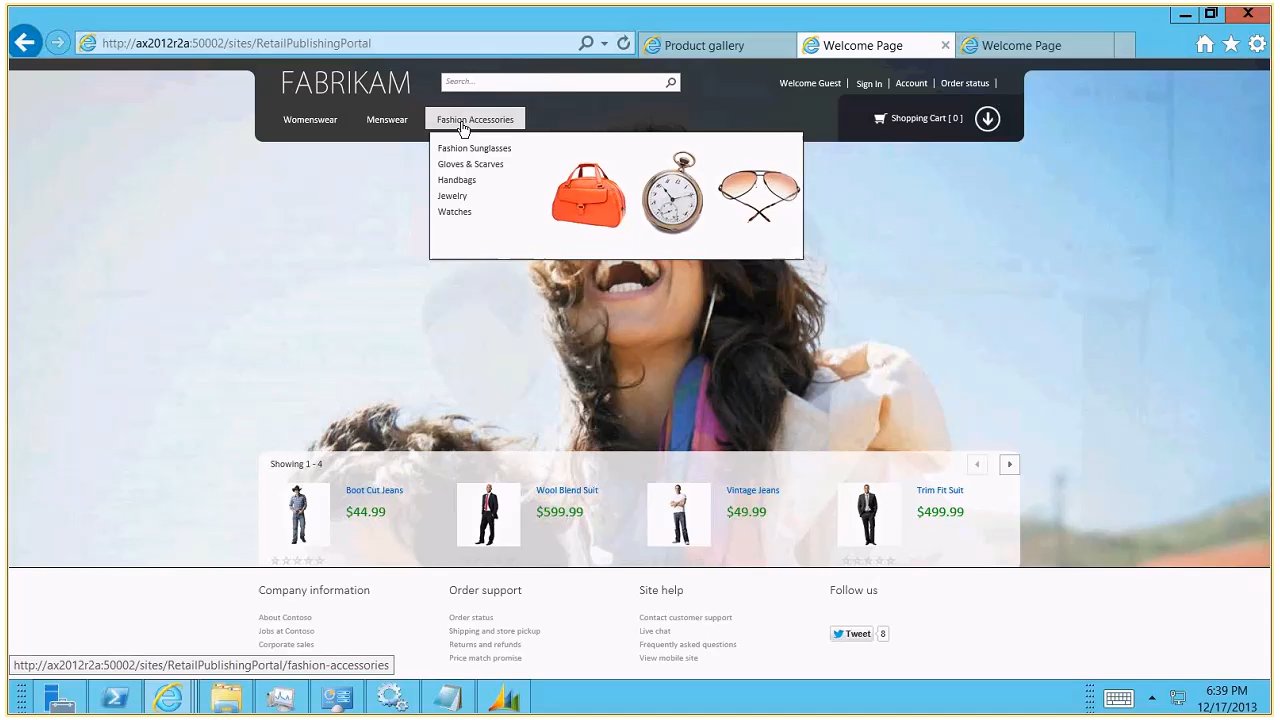 http://ax2012r2a:50002/sites/RetailPublishingPortal
Product gallery
Welcome Page
Welcome Page
FABRIKAM
Search...
Welcome Guest | Sign In | Account | Order status |
Womenswear
Menswear
Fashion Accessories
Shopping Cart [ 0 ]
Fashion Sunglasses
Gloves & Scarves
Handbags
Jewelry
Watches
Showing 1 - 4
Boot Cut Jeans
$44.99
Wool Blend Suit
$599.99
Vintage Jeans
$49.99
Trim Fit Suit
$499.99
Company information
About Contoso
Jobs at Contoso
Corporate sales
Order support
Order status
Shipping and store pickup
Returns and refunds
Price match promise
Site help
Contact customer support
Live chat
Frequently asked questions
View mobile site
Follow us
Tweet 8
http://ax2012r2a:50002/sites/RetailPublishingPortal/fashion-accessories
6:39 PM
12/17/2013